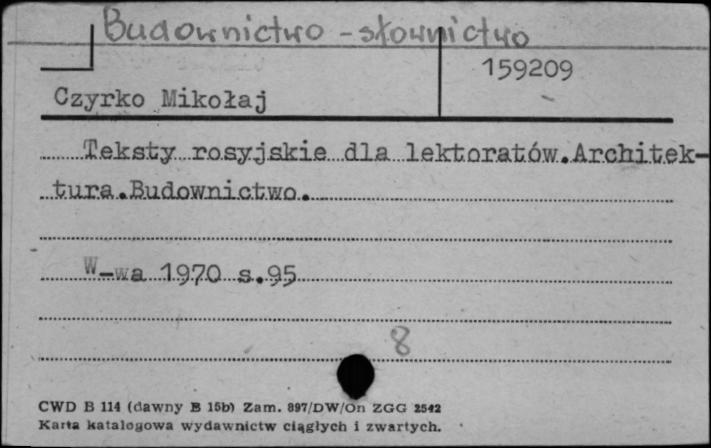 Budownictwo - słownictwo
159209
Czyrko Mikołaj
Teksty rosyjskie dla lektoratów.Architek-
tura.Budownictwo.
W-wa 1970 s.95
8
CWD B 114 (dawny B 15b) Zam. 897/DW/On ZGG 2542
Karta katalogowa wydawnictw ciągłych i zwartych.